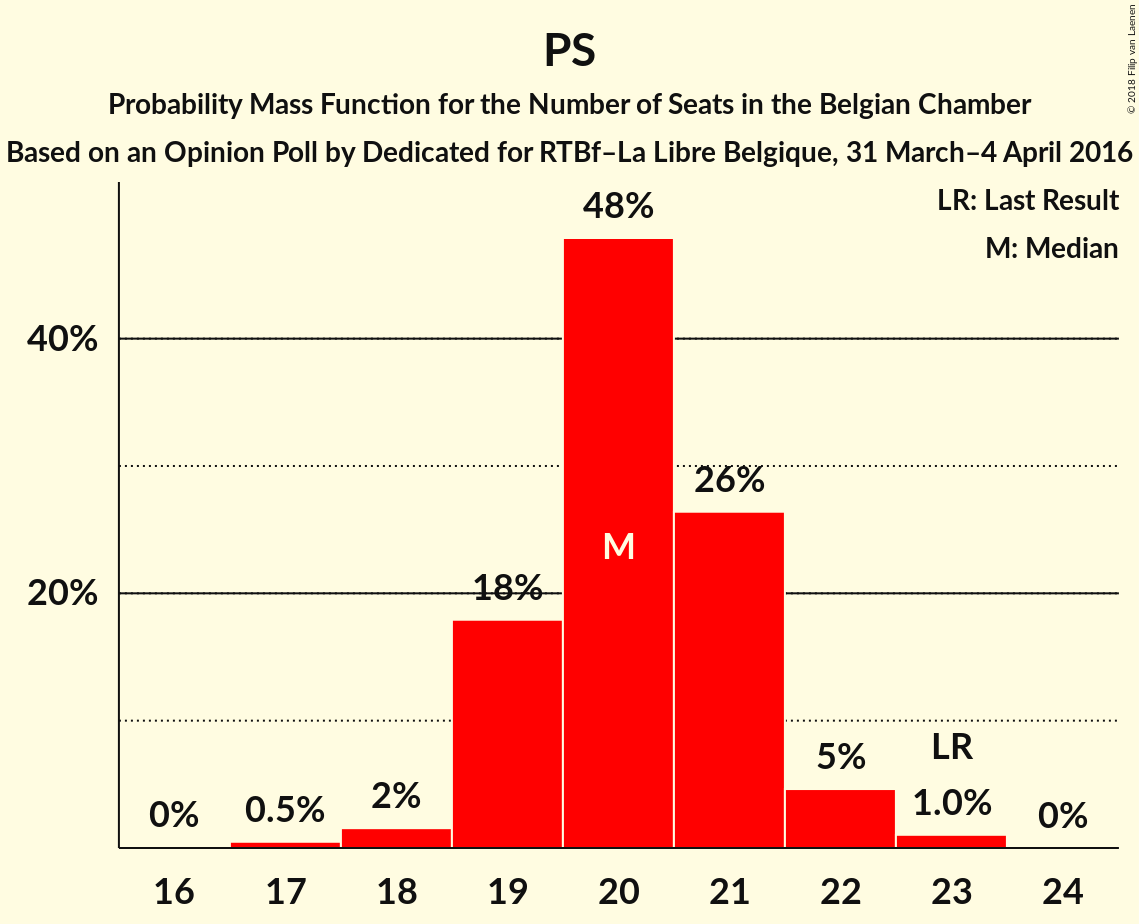 PS
Probability Mass Function for the Number of Seats in the Belgian Chamber
Based on an Opinion Poll by Dedicated for RTBf–La Libre Belgique, 31 March–4 April 2016
© 2018 Filip van Laenen
LR: Last Result
M: Median
48%
40%
26%
M
20%
18%
LR
5%
1.0%
2%
0.5%
0%
0%
16 17 18 19 20 21 22 23 24